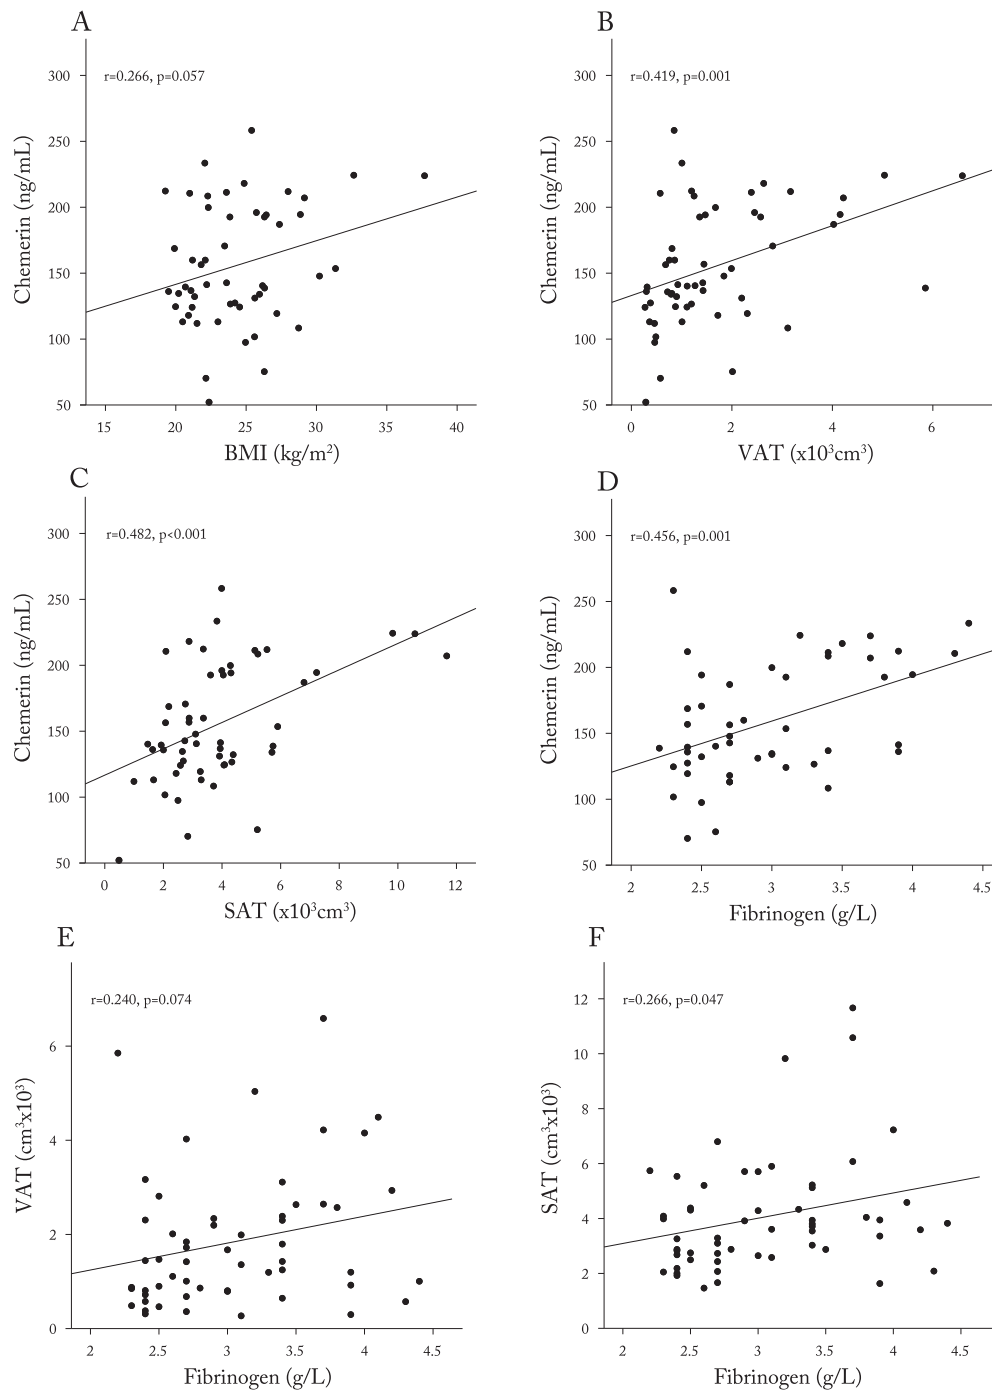 A
r=0.266, p=0.057
Chemerin (ng/mL)
300
250
200
150
100
50
15 20 25 30 35 40
BMI (kg/m²)
B
r=0.419, p=0.001
Chemerin (ng/mL)
300
250
200
150
100
50
0 2 4 6
VAT (x10³cm³)
C
r=0.482, p<0.001
Chemerin (ng/mL)
300
250
200
150
100
50
0 2 4 6 8 10 12
SAT (x10³cm³)
D
r=0.456, p=0.001
Chemerin (ng/mL)
300
250
200
150
100
50
2 2.5 3 3.5 4 4.5
Fibrinogen (g/L)
E
r=0.240, p=0.074
VAT (cm³x10³)
6
4
2
0
2 2.5 3 3.5 4 4.5
Fibrinogen (g/L)
F
r=0.266, p=0.047
SAT (cm³x10³)
12
10
8
6
4
2
0
2 2.5 3 3.5 4 4.5
Fibrinogen (g/L)